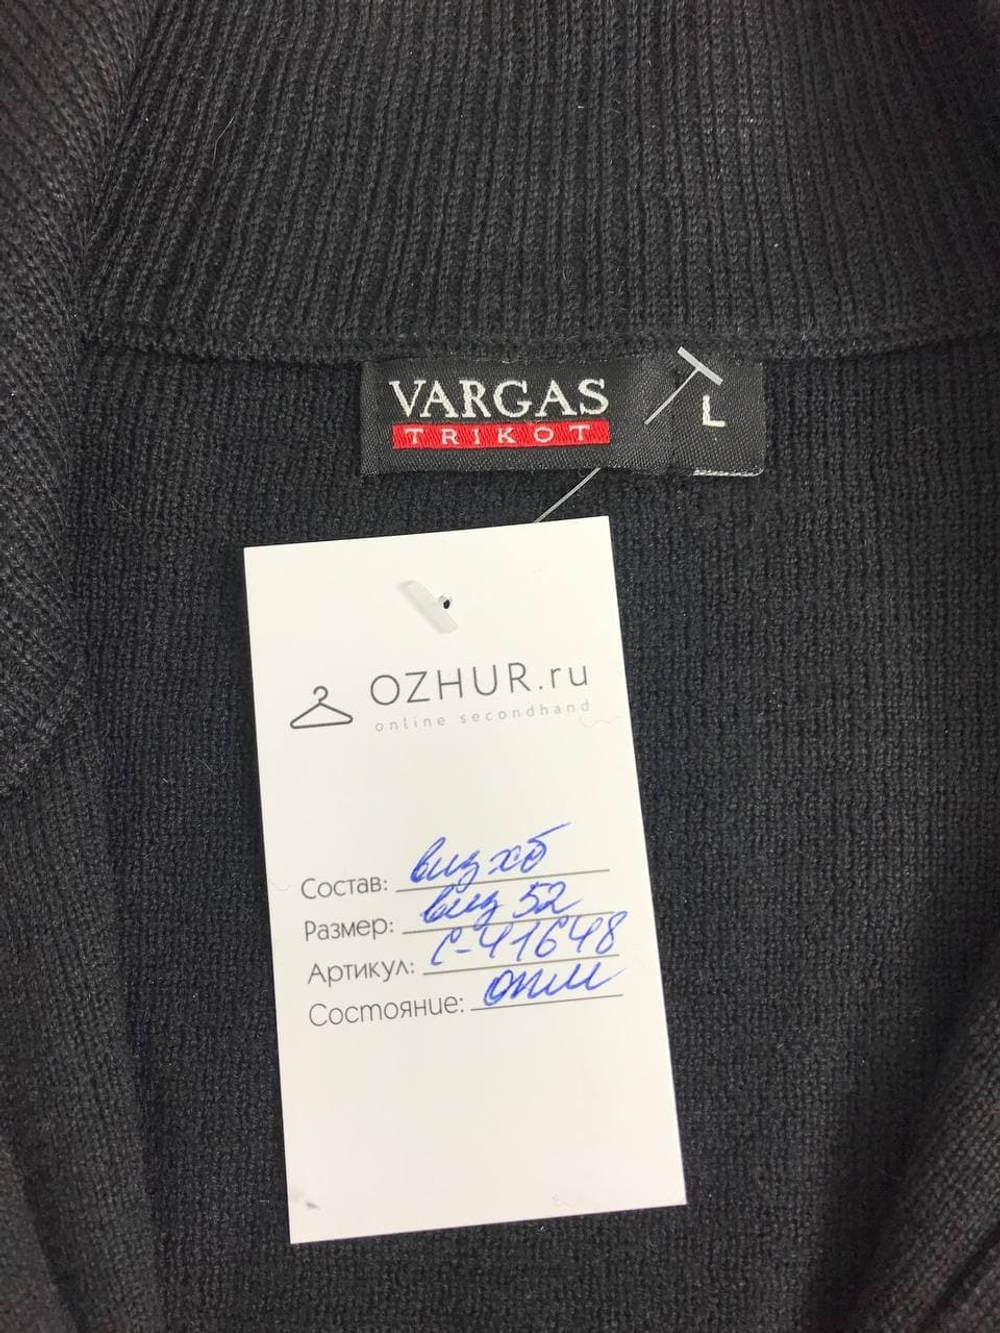 VARGAS
TRIKOT
L
OZHUR.ru
online secondhand
Состав: виз хб
Размер: виз 52
Артикул: С-41648
Состояние: отл